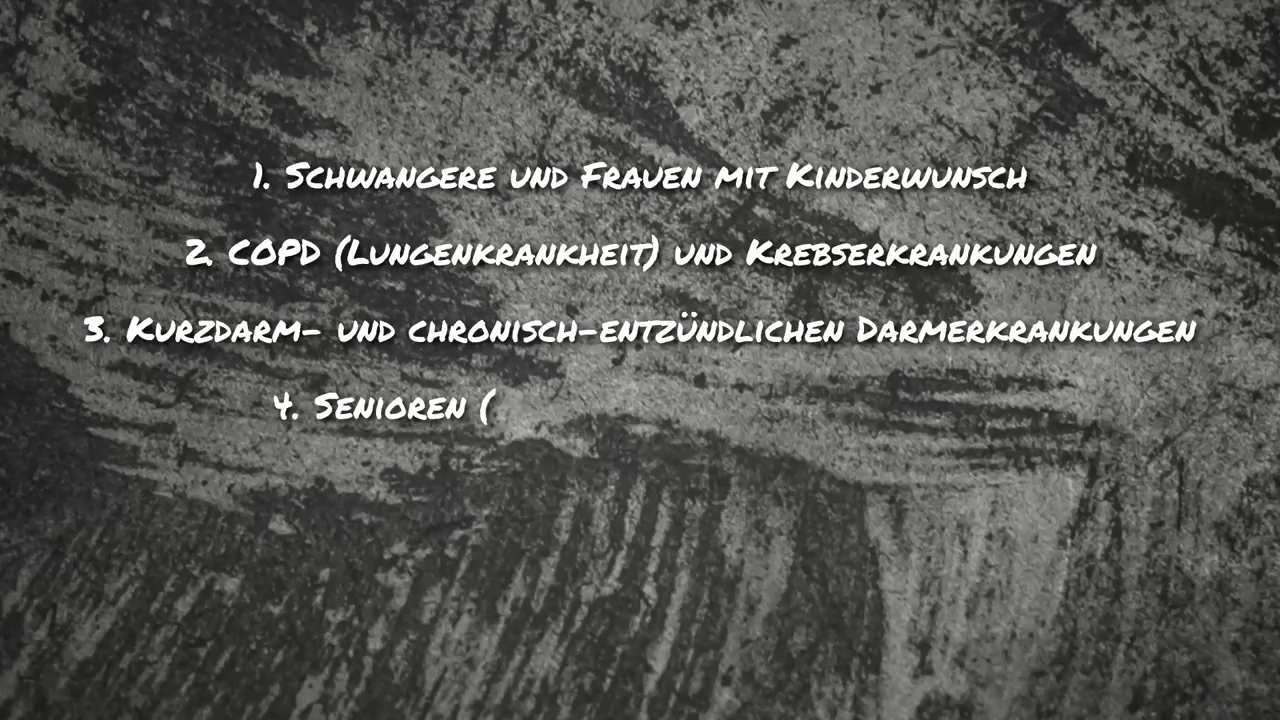 1. Schwangere und Frauen mit Kinderwunsch
2. COPD (Lungenkrankheit) und Krebserkrankungen
3. Kurzdarm- und chronisch-entzündlichen Darmerkrankungen
4. Senioren (